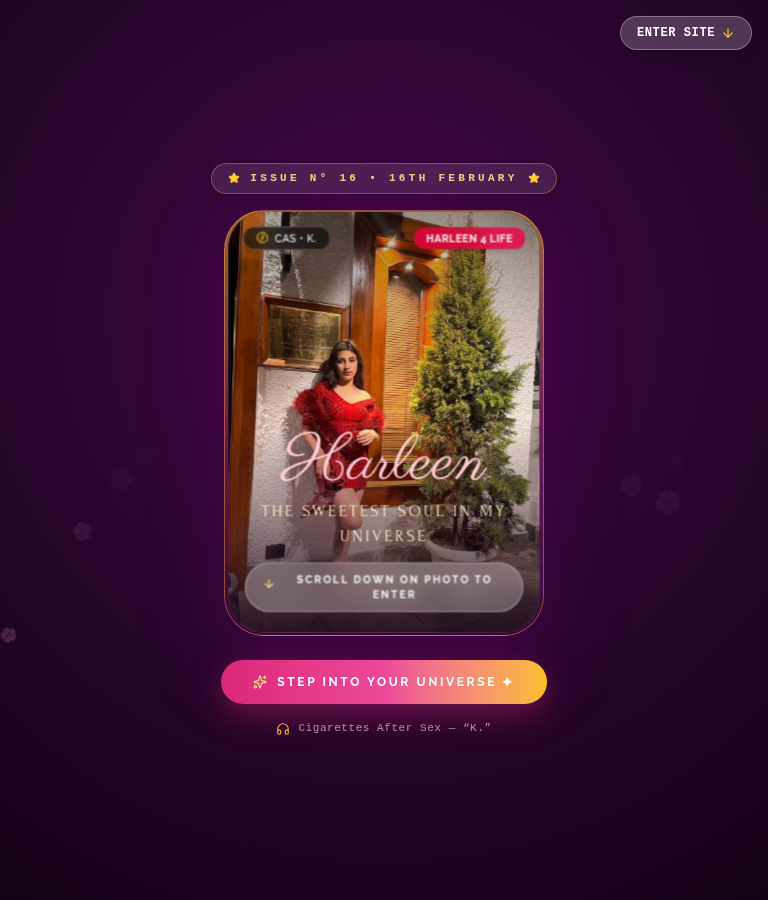 ENTER SITE
ISSUE N° 16 • 16TH FEBRUARY
CAS • K.
HARLEEN 4 LIFE
Harleen
THE SWEETEST SOUL IN MY
UNIVERSE
SCROLL DOWN ON PHOTO TO
ENTER
STEP INTO YOUR UNIVERSE ✦
Cigarettes After Sex — “K.”